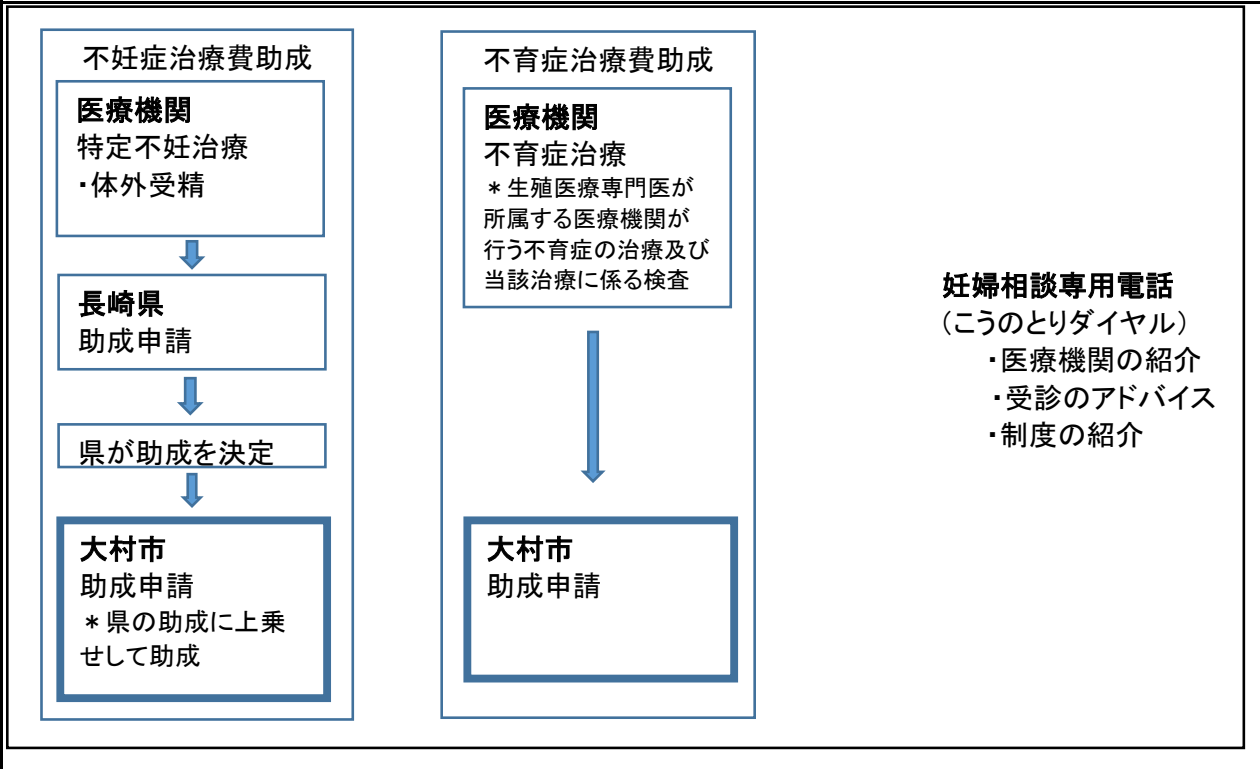 不妊症治療費助成
医療機関
特定不妊治療
・体外受精
長崎県
助成申請
県が助成を決定
大村市
助成申請
＊県の助成に上乗
せして助成
不育症治療費助成
医療機関
不育症治療
＊生殖医療専門医が
所属する医療機関が
行う不育症の治療及び
当該治療に係る検査
大村市
助成申請
妊婦相談専用電話
（こうのとりダイヤル）
・医療機関の紹介
・受診のアドバイス
・制度の紹介